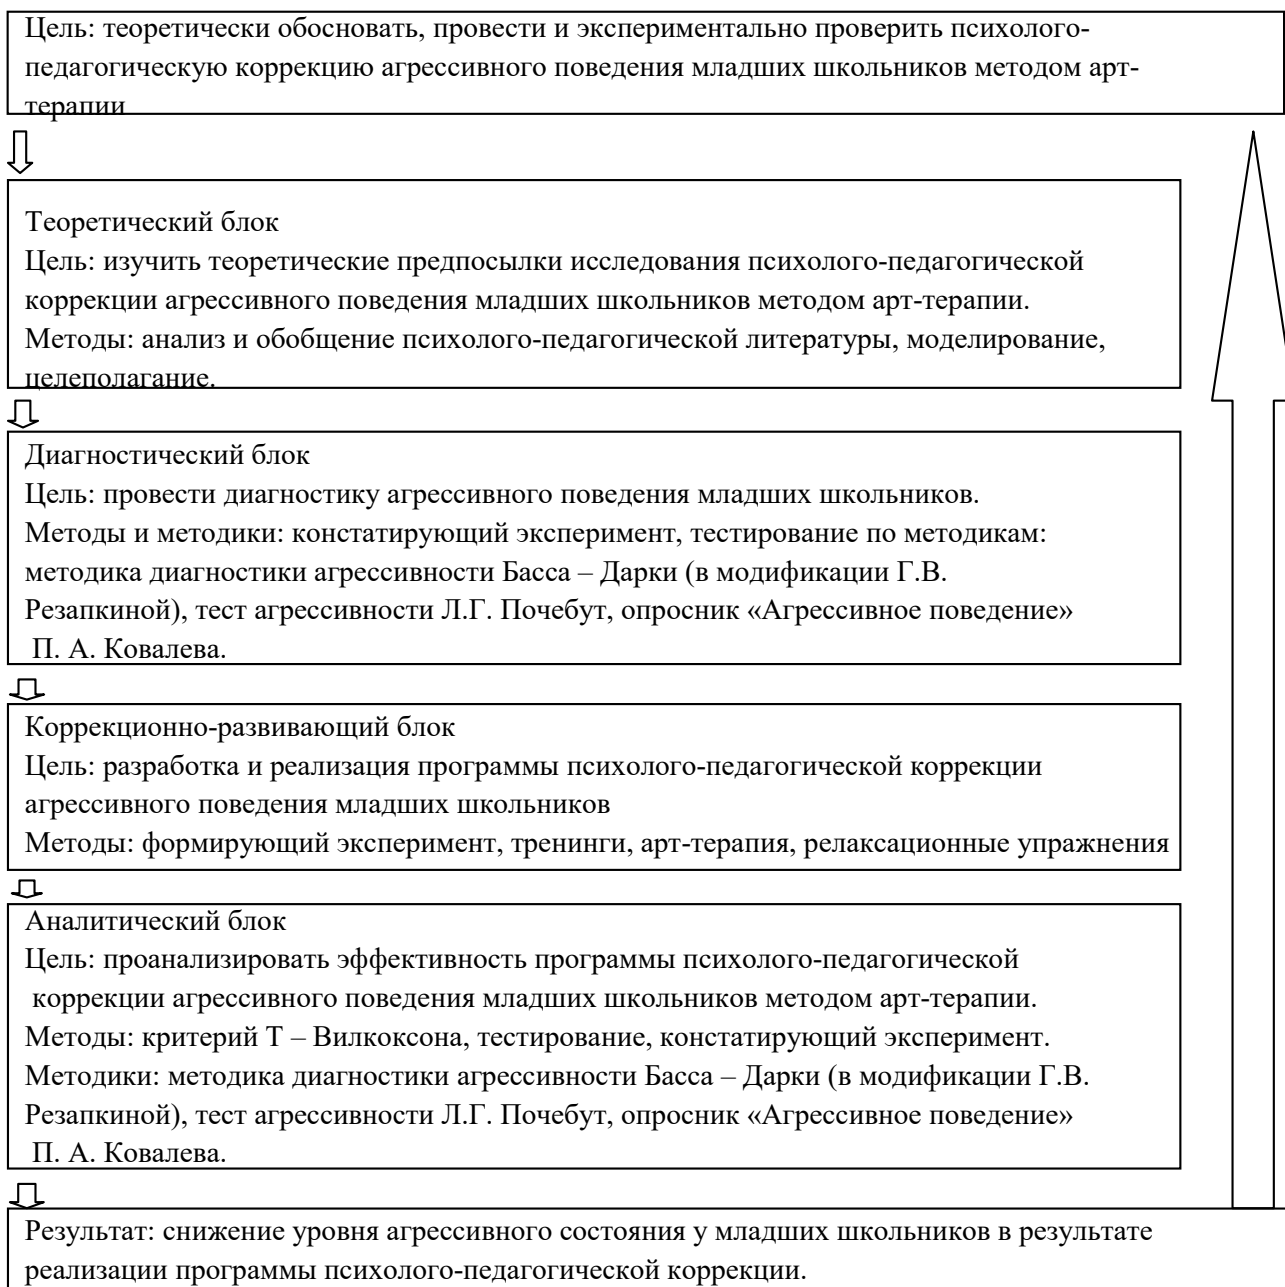 Цель: теоретически обосновать, провести и экспериментально проверить психолого-
педагогическую коррекцию агрессивного поведения младших школьников методом арт-
терапии
Теоретический блок
Цель: изучить теоретические предпосылки исследования психолого-педагогической
коррекции агрессивного поведения младших школьников методом арт-терапии.
Методы: анализ и обобщение психолого-педагогической литературы, моделирование,
целеполагание.
Диагностический блок
Цель: провести диагностику агрессивного поведения младших школьников.
Методы и методики: констатирующий эксперимент, тестирование по методикам:
методика диагностики агрессивности Басса – Дарки (в модификации Г.В.
Резапкиной), тест агрессивности Л.Г. Почебут, опросник «Агрессивное поведение»
П. А. Ковалева.
Коррекционно-развивающий блок
Цель: разработка и реализация программы психолого-педагогической коррекции
агрессивного поведения младших школьников
Методы: формирующий эксперимент, тренинги, арт-терапия, релаксационные упражнения
Аналитический блок
Цель: проанализировать эффективность программы психолого-педагогической
коррекции агрессивного поведения младших школьников методом арт-терапии.
Методы: критерий Т – Вилкоксона, тестирование, констатирующий эксперимент.
Методики: методика диагностики агрессивности Басса – Дарки (в модификации Г.В.
Резапкиной), тест агрессивности Л.Г. Почебут, опросник «Агрессивное поведение»
П. А. Ковалева.
Результат: снижение уровня агрессивного состояния у младших школьников в результате
реализации программы психолого-педагогической коррекции.